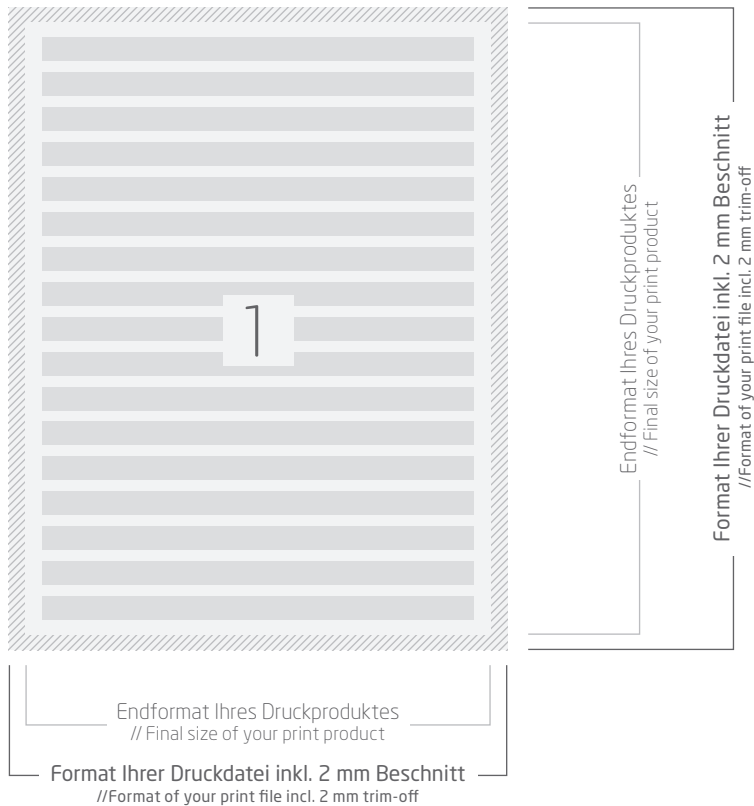 1
Endformat Ihres Druckproduktes
// Final size of your print product
Format Ihrer Druckdatei inkl. 2 mm Beschnitt
//Format of your print file incl. 2 mm trim-off
Endformat Ihres Druckproduktes
// Final size of your print product
Format Ihrer Druckdatei inkl. 2 mm Beschnitt
//Format of your print file incl. 2 mm trim-off